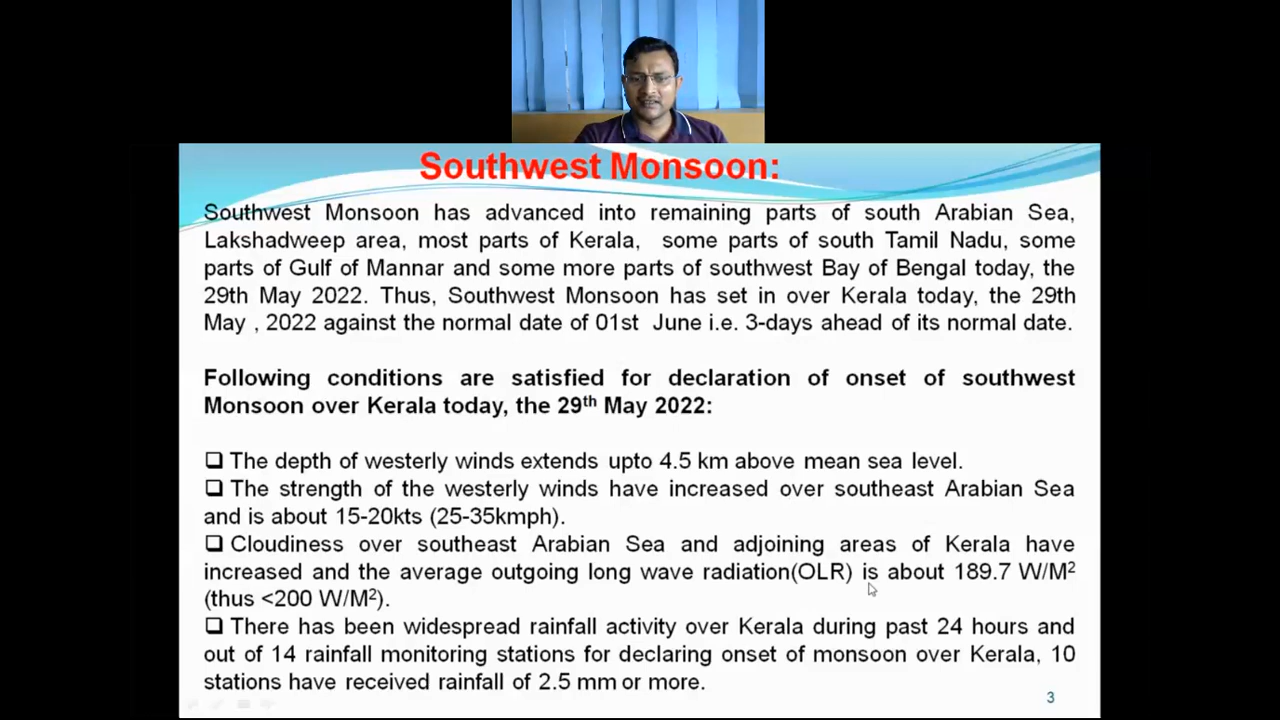 Southwest Monsoon:
Southwest Monsoon has advanced into remaining parts of south Arabian Sea,
Lakshadweep area, most parts of Kerala, some parts of south Tamil Nadu, some
parts of Gulf of Mannar and some more parts of southwest Bay of Bengal today, the
29th May 2022. Thus, Southwest Monsoon has set in over Kerala today, the 29th
May , 2022 against the normal date of 01st June i.e. 3-days ahead of its normal date.
Following conditions are satisfied for declaration of onset of southwest
Monsoon over Kerala today, the 29th May 2022:
❑ The depth of westerly winds extends upto 4.5 km above mean sea level.
❑ The strength of the westerly winds have increased over southeast Arabian Sea
and is about 15-20kts (25-35kmph).
❑ Cloudiness over southeast Arabian Sea and adjoining areas of Kerala have
increased and the average outgoing long wave radiation(OLR) is about 189.7 W/M²
(thus <200 W/M²).
❑ There has been widespread rainfall activity over Kerala during past 24 hours and
out of 14 rainfall monitoring stations for declaring onset of monsoon over Kerala, 10
stations have received rainfall of 2.5 mm or more.
3